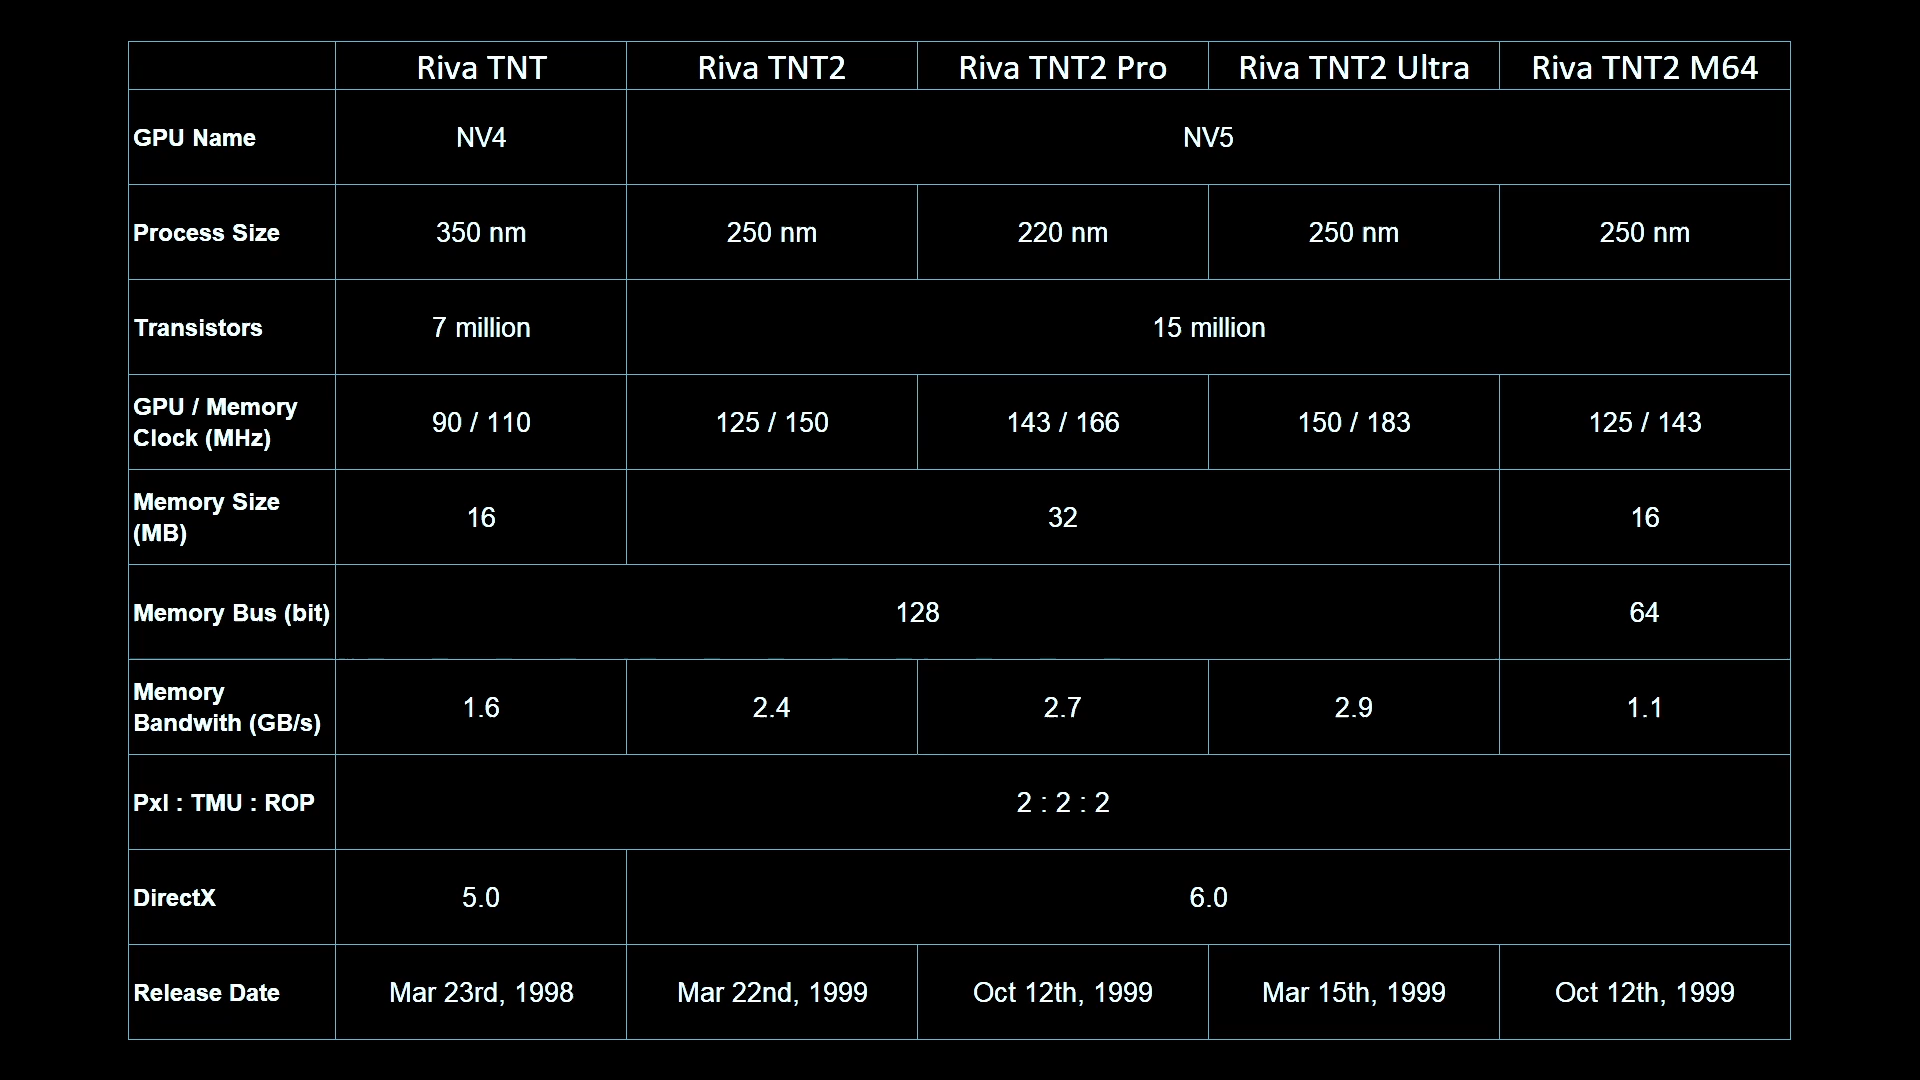 Riva TNT Riva TNT2 Riva TNT2 Pro Riva TNT2 Ultra Riva TNT2 M64
GPU Name NV4 NV5
Process Size 350 nm 250 nm 220 nm 250 nm 250 nm
Transistors 7 million 15 million
GPU / Memory
Clock (MHz) 90 / 110 125 / 150 143 / 166 150 / 183 125 / 143
Memory Size
(MB) 16 32 16
Memory Bus (bit) 128 64
Memory
Bandwith (GB/s) 1.6 2.4 2.7 2.9 1.1
Pxl : TMU : ROP 2 : 2 : 2
DirectX 5.0 6.0
Release Date Mar 23rd, 1998 Mar 22nd, 1999 Oct 12th, 1999 Mar 15th, 1999 Oct 12th, 1999